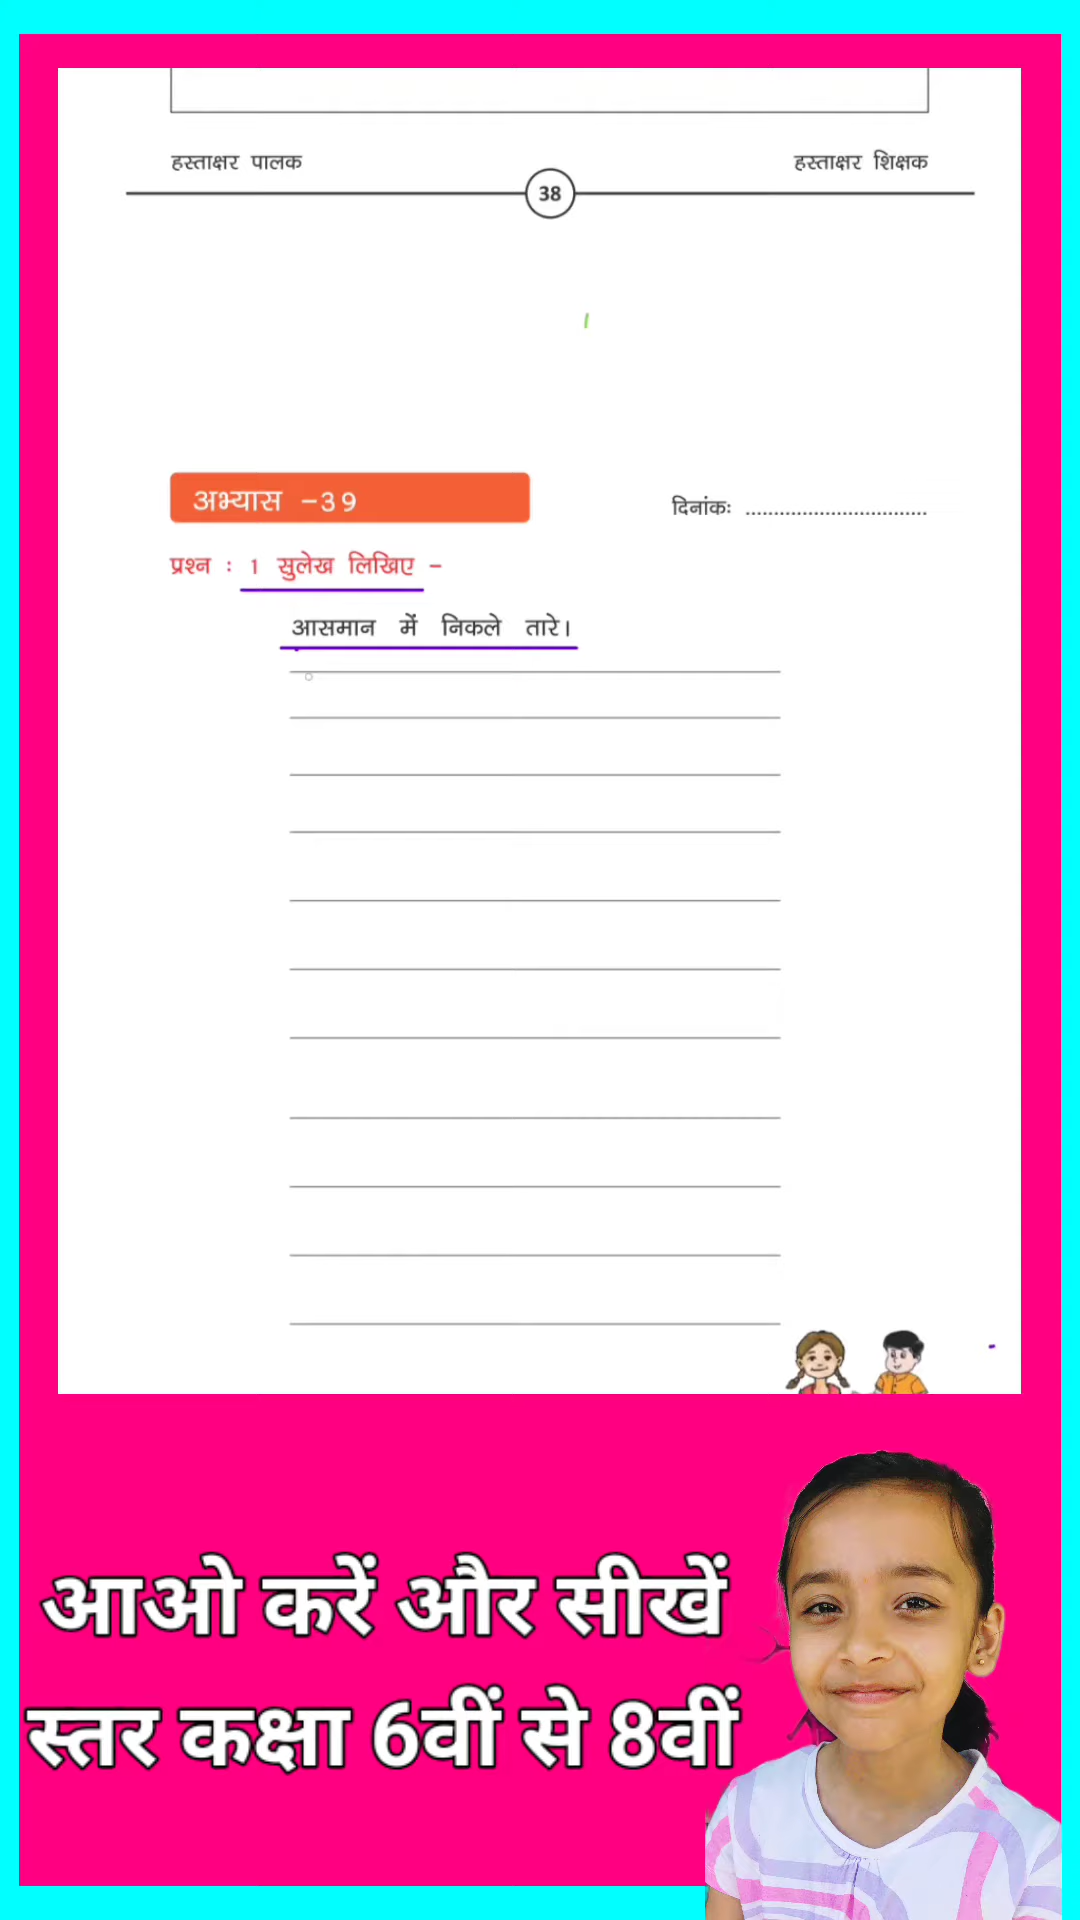 हस्ताक्षर पालक
हस्ताक्षर शिक्षक
38
अभ्यास -39
दिनांकः ................................
प्रश्न : 1 सुलेख लिखिए -
आसमान में निकले तारे।
आओ करें और सीखें
स्तर कक्षा 6वीं से 8वीं